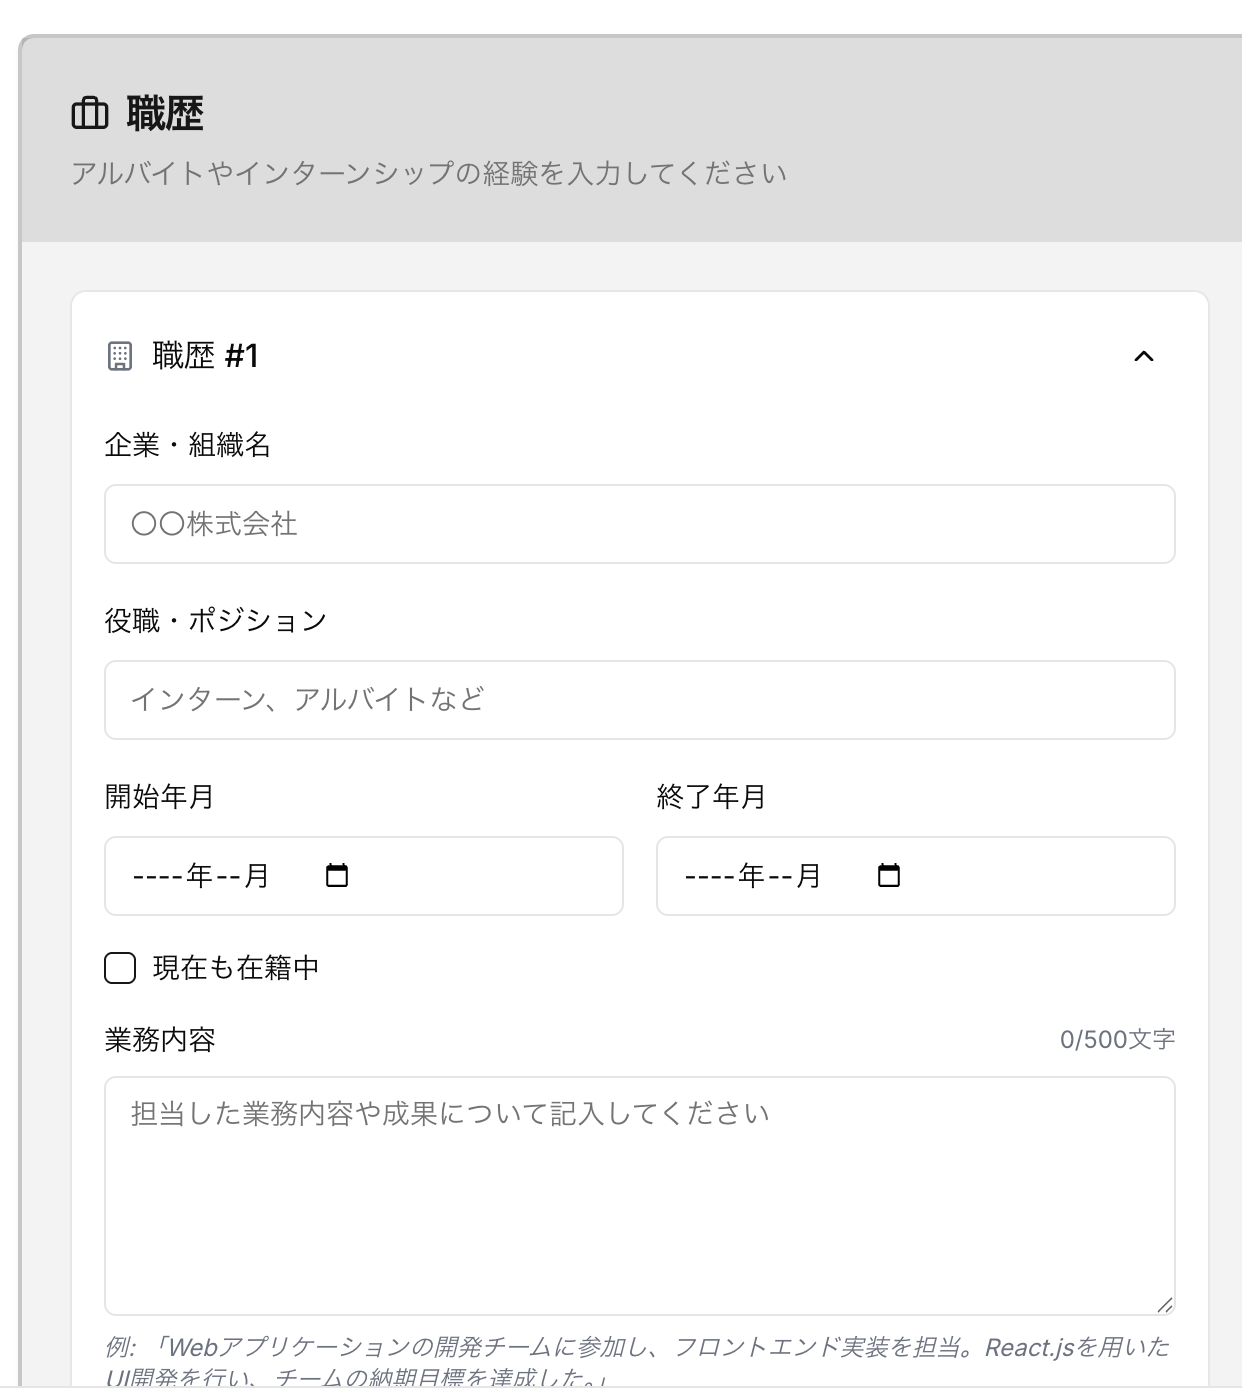 職歴
アルバイトやインターンシップの経験を入力してください
職歴 #1
企業・組織名
〇〇株式会社
役職・ポジション
インターン、アルバイトなど
開始年月
終了年月
----年--月
----年--月
現在も在籍中
業務内容
0/500文字
担当した業務内容や成果について記入してください
例: 「Webアプリケーションの開発チームに参加し、フロントエンド実装を担当。React.jsを用いた
UI開発を行い、チームの納期目標を達成した。」